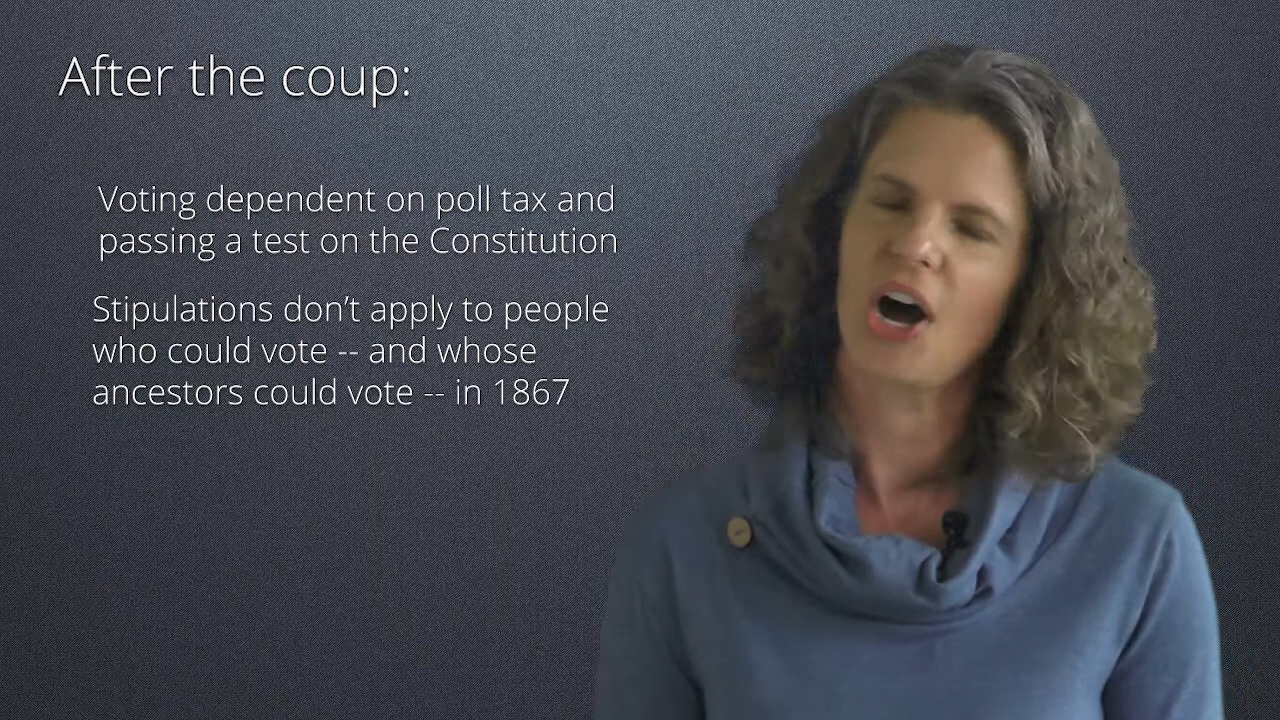 After the coup:
Voting dependent on poll tax and
passing a test on the Constitution
Stipulations don’t apply to people
who could vote -- and whose
ancestors could vote -- in 1867